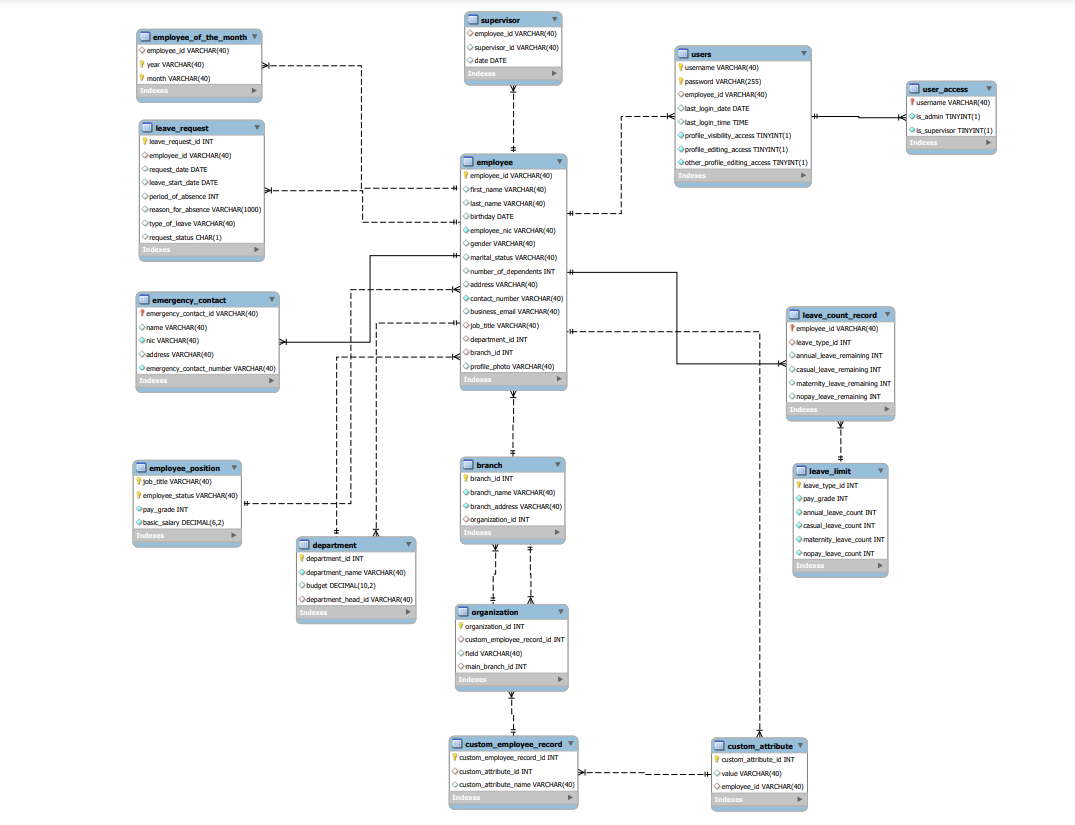 supervisor
employee_id VARCHAR(40)
supervisor_id VARCHAR(40)
date DATE
Indexes
employee_of_the_month
employee_id VARCHAR(40)
year VARCHAR(40)
month VARCHAR(40)
Indexes
users
username VARCHAR(40)
password VARCHAR(255)
employee_id VARCHAR(40)
last_login_date DATE
last_login_time TIME
profile_visibility_access TINYINT(1)
profile_editing_access TINYINT(1)
other_profile_editing_access TINYINT(1)
Indexes
user_access
username VARCHAR(40)
is_admin TINYINT(1)
is_supervisor TINYINT(1)
Indexes
leave_request
leave_request_id INT
employee_id VARCHAR(40)
request_date DATE
leave_start_date DATE
period_of_absence INT
reason_for_absence VARCHAR(1000)
type_of_leave VARCHAR(40)
request_status CHAR(1)
Indexes
employee
employee_id VARCHAR(40)
first_name VARCHAR(40)
last_name VARCHAR(40)
birthday DATE
employee_nic VARCHAR(40)
gender VARCHAR(40)
marital_status VARCHAR(40)
number_of_dependents INT
address VARCHAR(40)
contact_number VARCHAR(40)
business_email VARCHAR(40)
job_title VARCHAR(40)
department_id INT
branch_id INT
profile_photo VARCHAR(40)
Indexes
emergency_contact
emergency_contact_id VARCHAR(40)
name VARCHAR(40)
nic VARCHAR(40)
address VARCHAR(40)
emergency_contact_number VARCHAR(40)
Indexes
leave_count_record
employee_id VARCHAR(40)
leave_type_id INT
annual_leave_remaining INT
casual_leave_remaining INT
maternity_leave_remaining INT
nopay_leave_remaining INT
Indexes
employee_position
job_title VARCHAR(40)
employee_status VARCHAR(40)
pay_grade INT
basic_salary DECIMAL(6,2)
Indexes
branch
branch_id INT
branch_name VARCHAR(40)
branch_address VARCHAR(40)
organization_id INT
Indexes
leave_limit
leave_type_id INT
pay_grade INT
annual_leave_count INT
casual_leave_count INT
maternity_leave_count INT
nopay_leave_count INT
Indexes
department
department_id INT
department_name VARCHAR(40)
budget DECIMAL(10,2)
department_head_id VARCHAR(40)
Indexes
organization
organization_id INT
custom_employee_record_id INT
field VARCHAR(40)
main_branch_id INT
Indexes
custom_employee_record
custom_employee_record_id INT
custom_attribute_id INT
custom_attribute_name VARCHAR(40)
Indexes
custom_attribute
custom_attribute_id INT
value VARCHAR(40)
employee_id VARCHAR(40)
Indexes